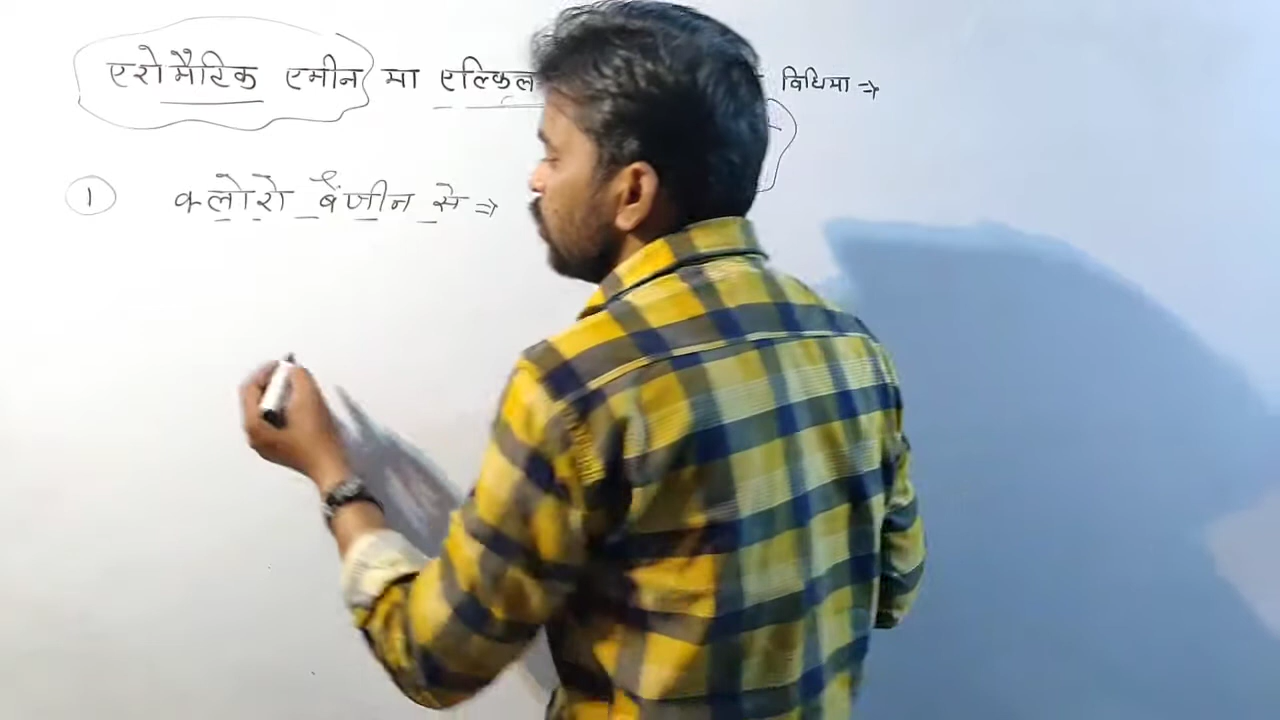 एरोमैटिक एमीन मा एल्किल विधिया ⇒
① क्लोरो बेंजीन से ⇒